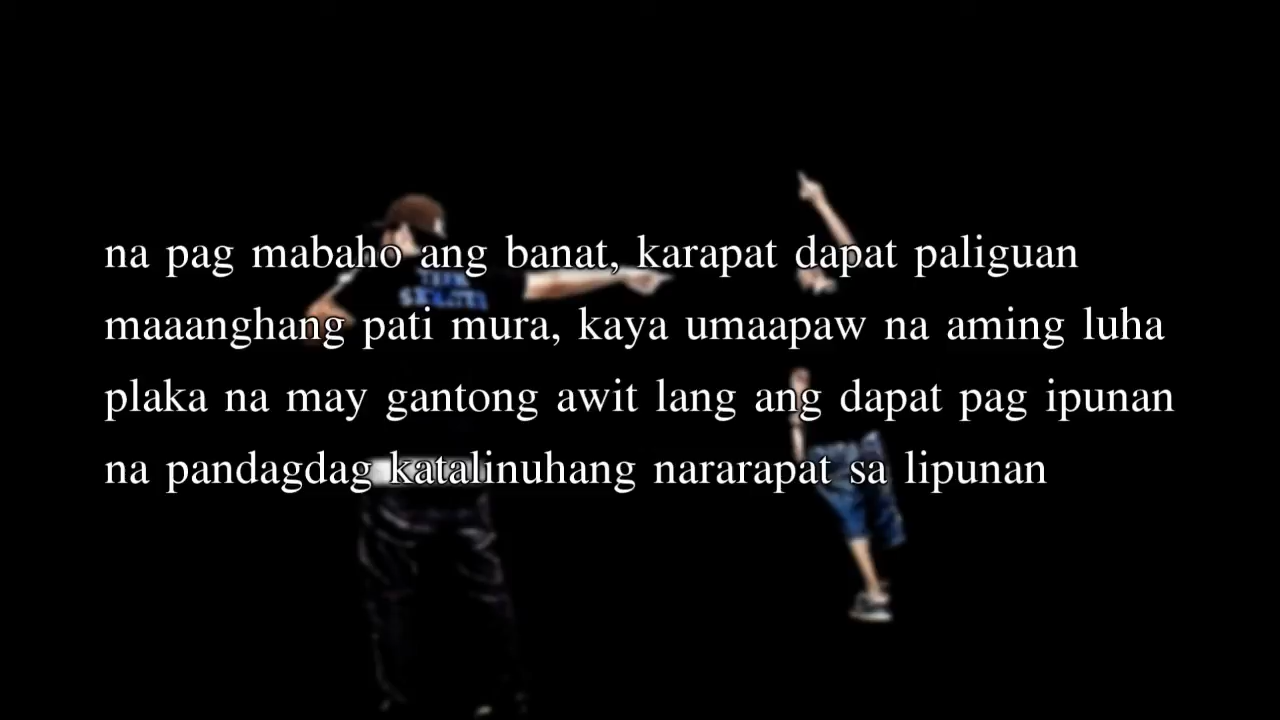 na pag mabaho ang banat, karapat dapat paliguan
maaanghang pati mura, kaya umaapaw na aming luha
plaka na may gantong awit lang ang dapat pag ipunan
na pandagdag katalinuhang nararapat sa lipunan